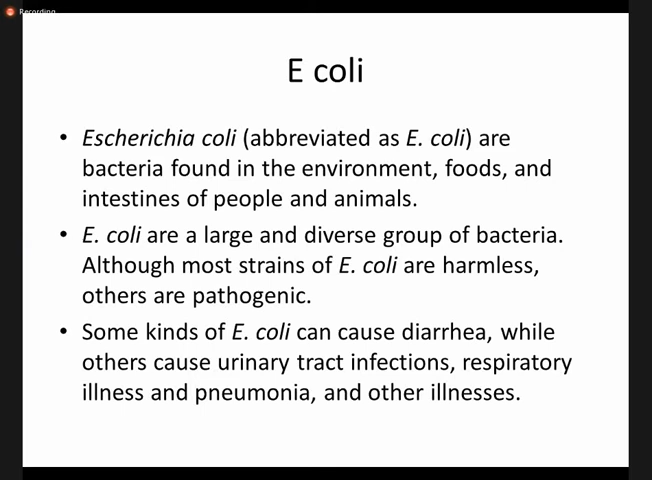 Recording
E coli
• Escherichia coli (abbreviated as E. coli) are
bacteria found in the environment, foods, and
intestines of people and animals.
• E. coli are a large and diverse group of bacteria.
Although most strains of E. coli are harmless,
others are pathogenic.
• Some kinds of E. coli can cause diarrhea, while
others cause urinary tract infections, respiratory
illness and pneumonia, and other illnesses.